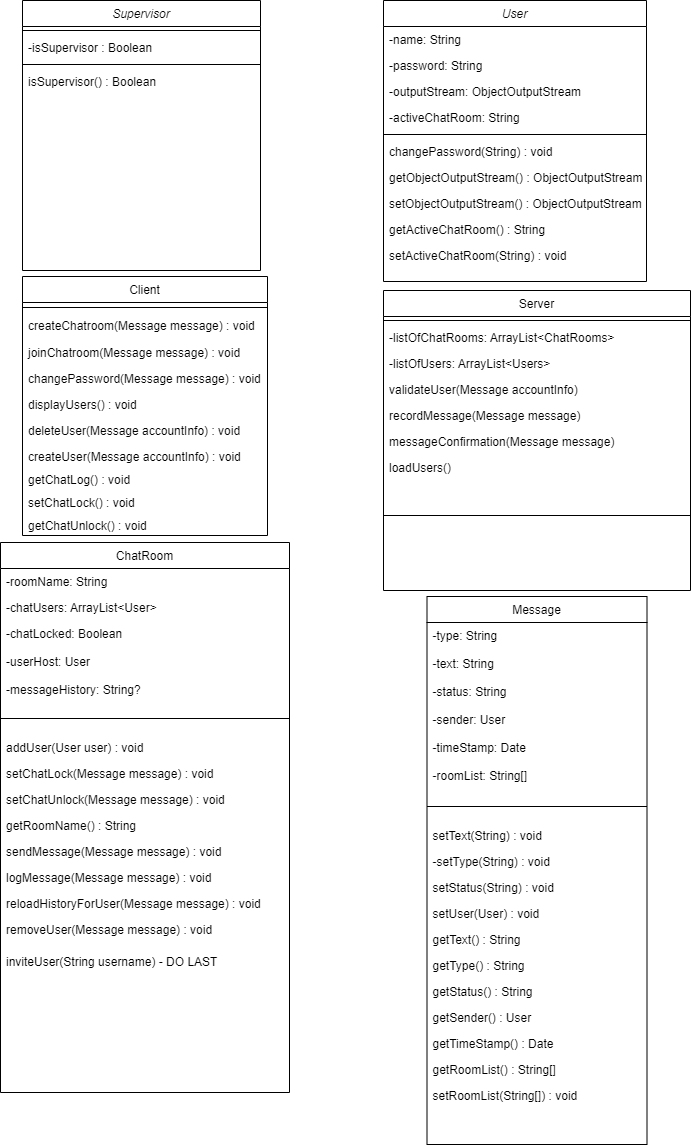 Supervisor
-isSupervisor : Boolean
isSupervisor() : Boolean
User
-name: String
-password: String
-outputStream: ObjectOutputStream
-activeChatRoom: String
changePassword(String) : void
getObjectOutputStream() : ObjectOutputStream
setObjectOutputStream() : ObjectOutputStream
getActiveChatRoom() : String
setActiveChatRoom(String) : void
Client
createChatroom(Message message) : void
joinChatroom(Message message) : void
changePassword(Message message) : void
displayUsers() : void
deleteUser(Message accountInfo) : void
createUser(Message accountInfo) : void
getChatLog() : void
setChatLock() : void
getChatUnlock() : void
Server
-listOfChatRooms: ArrayList<ChatRooms>
-listOfUsers: ArrayList<Users>
validateUser(Message accountInfo)
recordMessage(Message message)
messageConfirmation(Message message)
loadUsers()
ChatRoom
-roomName: String
-chatUsers: ArrayList<User>
-chatLocked: Boolean
-userHost: User
-messageHistory: String?
addUser(User user) : void
setChatLock(Message message) : void
setChatUnlock(Message message) : void
getRoomName() : String
sendMessage(Message message) : void
logMessage(Message message) : void
reloadHistoryForUser(Message message) : void
removeUser(Message message) : void
inviteUser(String username) - DO LAST
Message
-type: String
-text: String
-status: String
-sender: User
-timeStamp: Date
-roomList: String[]
setText(String) : void
-setType(String) : void
setStatus(String) : void
setUser(User) : void
getText() : String
getType() : String
getStatus() : String
getSender() : User
getTimeStamp() : Date
getRoomList() : String[]
setRoomList(String[]) : void